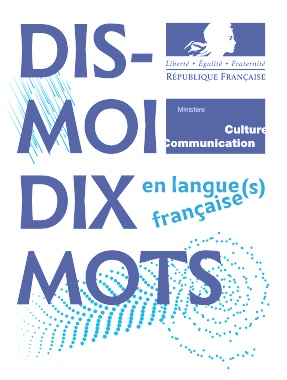 DIS-
MOI
DIX
MOTS
Liberté • Égalité • Fraternité
RÉPUBLIQUE FRANÇAISE
Ministère
Culture
Communication
en langue(s)
française(s)